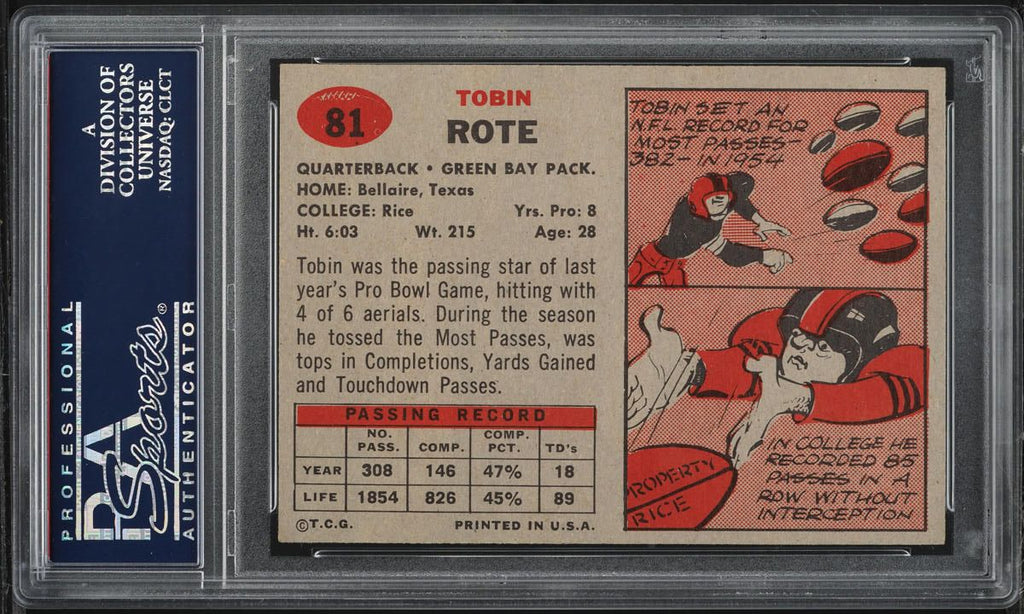 A
DIVISION OF
COLLECTORS
UNIVERSE
NASDAQ: CLCT
PROFESSIONAL
PSA
Sports®
AUTHENTICATOR
81
TOBIN
ROTE
QUARTERBACK • GREEN BAY PACK.
HOME: Bellaire, Texas
COLLEGE: Rice Yrs. Pro: 8
Ht. 6:03 Wt. 215 Age: 28
Tobin was the passing star of last
year's Pro Bowl Game, hitting with
4 of 6 aerials. During the season
he tossed the Most Passes, was
tops in Completions, Yards Gained
and Touchdown Passes.
PASSING RECORD
NO. PASS. COMP. COMP. PCT. TD's
YEAR 308 146 47% 18
LIFE 1854 826 45% 89
©T.C.G. PRINTED IN U.S.A.
TOBIN SET AN
N.F.L. RECORD FOR
MOST PASSES-
382- IN 1954
PROPERTY
RICE
IN COLLEGE HE
RECORDED 85
PASSES IN A
ROW WITHOUT
INTERCEPTION